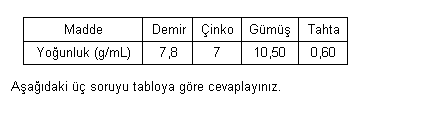 Madde Demir Çinko Gümüş Tahta
Yoğunluk (g/mL) 7,8 7 10,50 0,60
Aşağıdaki üç soruyu tabloya göre cevaplayınız.